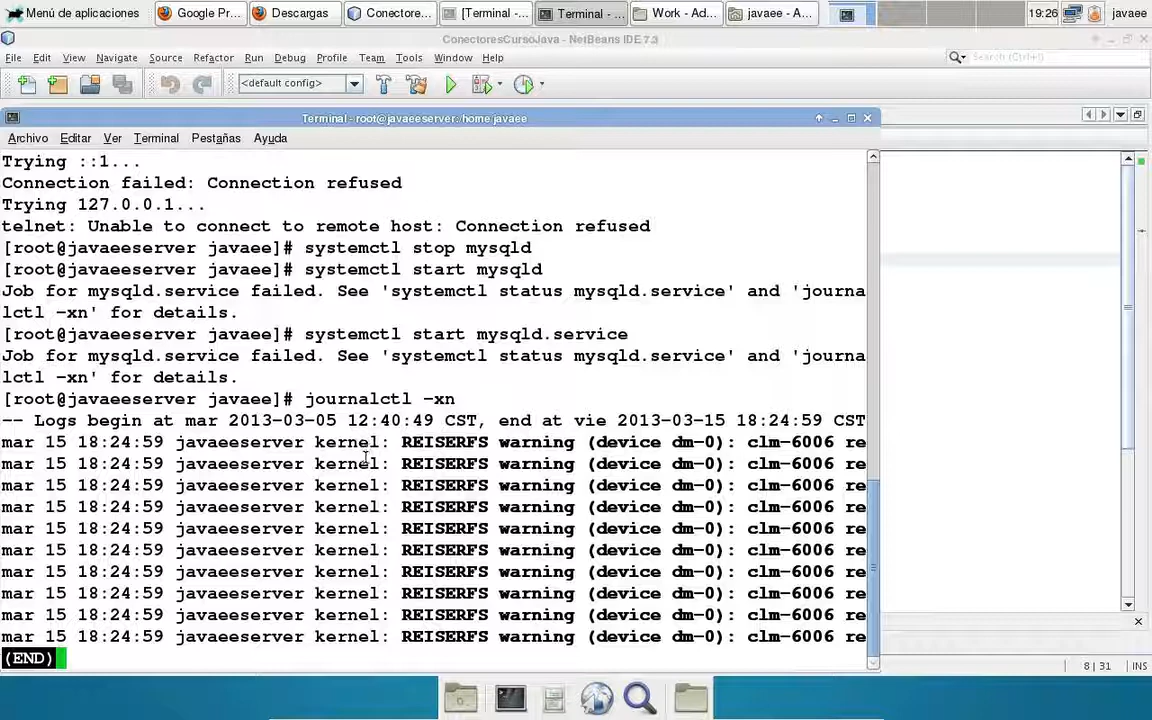 Menú de aplicaciones
Google Pr...
Descargas
Conectore...
[Terminal -...
Terminal - ...
Work - Ad...
javaee - A...
19:26
javaee
ConectoresCursoJava - NetBeans IDE 7.3
File Edit View Navigate Source Refactor Run Debug Profile Team Tools Window Help
Search (Ctrl+I)
<default config>
Terminal - root@javaeeserver:/home/javaee
Archivo Editar Ver Terminal Pestañas Ayuda
Trying ::1...
Connection failed: Connection refused
Trying 127.0.0.1...
telnet: Unable to connect to remote host: Connection refused
[root@javaeeserver javaee]# systemctl stop mysqld
[root@javaeeserver javaee]# systemctl start mysqld
Job for mysqld.service failed. See 'systemctl status mysqld.service' and 'journa
lctl -xn' for details.
[root@javaeeserver javaee]# systemctl start mysqld.service
Job for mysqld.service failed. See 'systemctl status mysqld.service' and 'journa
lctl -xn' for details.
[root@javaeeserver javaee]# journalctl -xn
-- Logs begin at mar 2013-03-05 12:40:49 CST, end at vie 2013-03-15 18:24:59 CST
mar 15 18:24:59 javaeeserver kernel: REISERFS warning (device dm-0): clm-6006 re
mar 15 18:24:59 javaeeserver kernel: REISERFS warning (device dm-0): clm-6006 re
mar 15 18:24:59 javaeeserver kernel: REISERFS warning (device dm-0): clm-6006 re
mar 15 18:24:59 javaeeserver kernel: REISERFS warning (device dm-0): clm-6006 re
mar 15 18:24:59 javaeeserver kernel: REISERFS warning (device dm-0): clm-6006 re
mar 15 18:24:59 javaeeserver kernel: REISERFS warning (device dm-0): clm-6006 re
mar 15 18:24:59 javaeeserver kernel: REISERFS warning (device dm-0): clm-6006 re
mar 15 18:24:59 javaeeserver kernel: REISERFS warning (device dm-0): clm-6006 re
mar 15 18:24:59 javaeeserver kernel: REISERFS warning (device dm-0): clm-6006 re
mar 15 18:24:59 javaeeserver kernel: REISERFS warning (device dm-0): clm-6006 re
(END)
8 | 31 INS